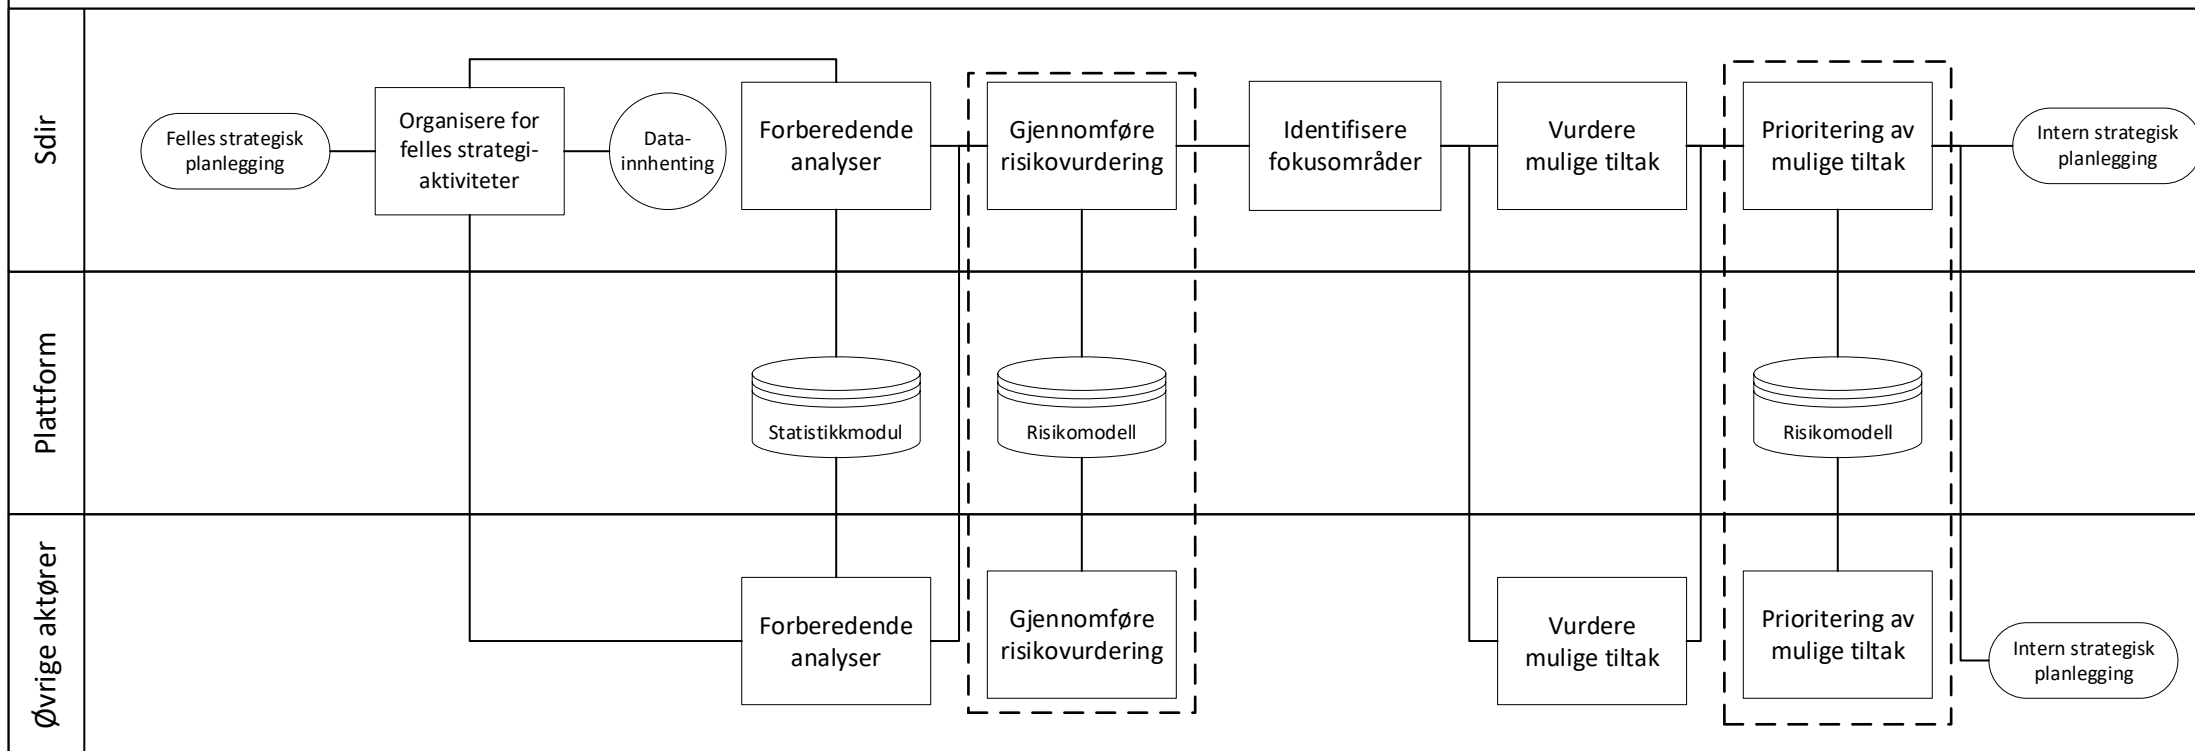 Sdir
Felles strategisk
planlegging
Organisere for
felles strategi-
aktiviteter
Data-
innhenting
Forberedende
analyser
Gjennomføre
risikovurdering
Identifisere
fokusområder
Vurdere
mulige tiltak
Prioritering av
mulige tiltak
Intern strategisk
planlegging
Plattform
Statistikkmodul
Risikomodell
Risikomodell
Øvrige aktører
Forberedende
analyser
Gjennomføre
risikovurdering
Vurdere
mulige tiltak
Prioritering av
mulige tiltak
Intern strategisk
planlegging